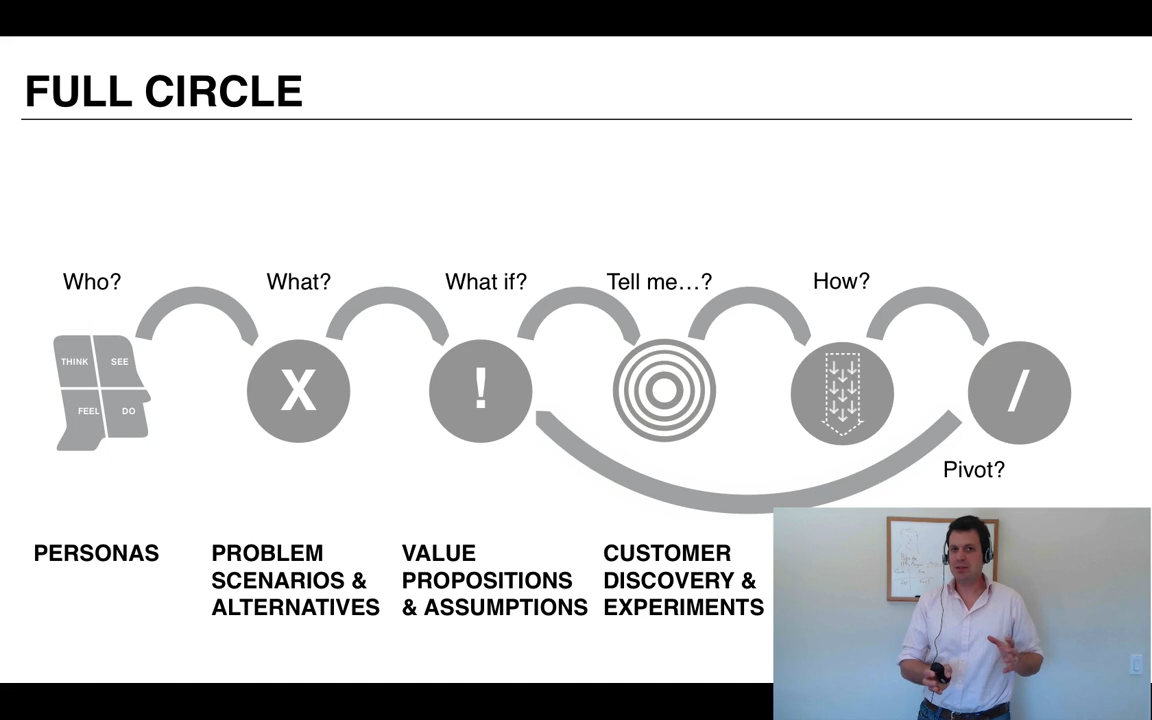 FULL CIRCLE
Who? What? What if? Tell me…? How?
THINK SEE
FEEL DO
X ! /
Pivot?
PERSONAS
PROBLEM
SCENARIOS &
ALTERNATIVES
VALUE
PROPOSITIONS
& ASSUMPTIONS
CUSTOMER
DISCOVERY &
EXPERIMENTS